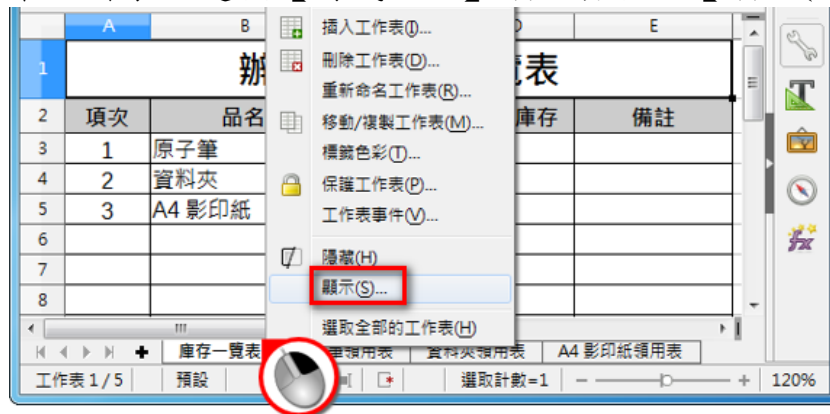 A B E
插入工作表(I)...
刪除工作表(D)...
1 辦 表
重新命名工作表(R)...
2 項次 品名 庫存 備註
移動/複製工作表(M)...
3 1 原子筆
標籤色彩(T)...
4 2 資料夾
保護工作表(P)...
5 3 A4 影印紙
工作表事件(V)...
6
隱藏(H)
7
顯示(S)...
8
選取全部的工作表(H)
庫存一覽表 領用表 資料夾領用表 A4 影印紙領用表
工作表 1 / 5 預設 選取計數=1 120%